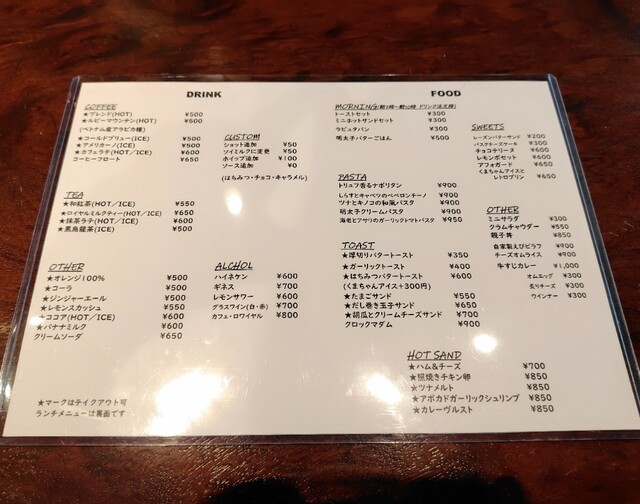 DRINK
COFFEE
★ブレンド(HOT) ¥500
★ルビーマウンテン(HOT) ¥500
(ベトナム産アラビカ種)
★コールドブリュー(ICE) ¥500
★アメリカーノ(ICE) ¥500
★カフェラテ(HOT/ICE) ¥600
コーヒーフロート ¥650
CUSTOM
ショット追加 ¥50
ソイミルクに変更 ¥50
ホイップ追加 ¥100
ソース追加 ¥0
(はちみつ・チョコ・キャラメル)
TEA
★和紅茶(HOT/ICE) ¥550
★ロイヤルミルクティー(HOT/ICE) ¥650
★抹茶ラテ(HOT/ICE) ¥600
★黒烏龍茶(ICE) ¥500
OTHER
★オレンジ100% ¥500
★コーラ ¥500
★ジンジャーエール ¥500
★レモンスカッシュ ¥550
★ココア(HOT/ICE) ¥600
★バナナミルク ¥600
クリームソーダ ¥650
ALCHOL
ハイネケン ¥600
ギネス ¥700
レモンサワー ¥600
グラスワイン(白・赤) ¥700
カフェ・ロワイヤル ¥800
★マークはテイクアウト可
ランチメニューは裏面です
FOOD
MORNING(朝9時〜朝10時 ドリンク注文様)
トーストセット ¥300
ミニホットサンドセット ¥300
ラピュタパン ¥300
明太子バターごはん ¥500
PASTA
トリュフ香るナポリタン ¥900
しらすとキャベツのペペロンチーノ ¥900
ツナとキノコの和風パスタ ¥900
明太子クリームパスタ ¥900
海老とアサリのガーリックトマトパスタ ¥950
TOAST
★厚切りバタートースト ¥350
★ガーリックトースト ¥400
★はちみつバタートースト ¥600
(くまちゃんアイス+300円)
★たまごサンド ¥550
★だし巻き玉子サンド ¥650
★胡瓜とクリームチーズサンド ¥700
クロックマダム ¥900
HOT SAND
★ハム&チーズ ¥700
★照焼きチキン卵 ¥850
★ツナメルト ¥850
★アボカドガーリックシュリンプ ¥850
★カレーヴルスト ¥850
SWEETS
レーズンバターサンド ¥200
バスクチーズケーキ ¥300
チョコテリーヌ ¥600
レモンポセット ¥600
アフォガード ¥650
くまちゃんアイスと
レトロプリン ¥650
OTHER
ミニサラダ ¥300
クラムチャウダー ¥550
親子丼 ¥850
自家製えびピラフ ¥900
チーズオムライス ¥900
牛すじカレー ¥1,000
オムエッグ ¥300
炙りチーズ ¥300
ウインナー ¥300